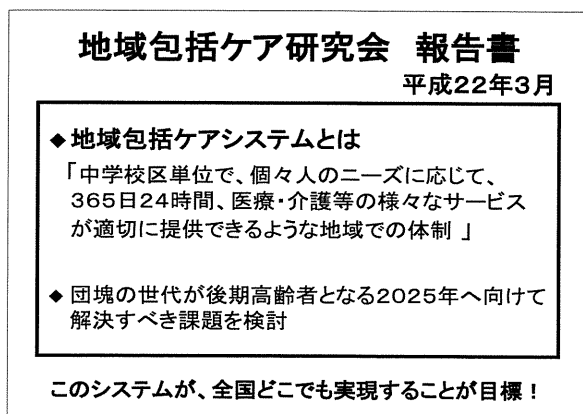 地域包括ケア研究会　報告書
平成22年3月
◆ 地域包括ケアシステムとは
「中学校区単位で、個々人のニーズに応じて、
365日24時間、医療・介護等の様々なサービス
が適切に提供できるような地域での体制 」
◆ 団塊の世代が後期高齢者となる2025年へ向けて
解決すべき課題を検討
このシステムが、全国どこでも実現することが目標！